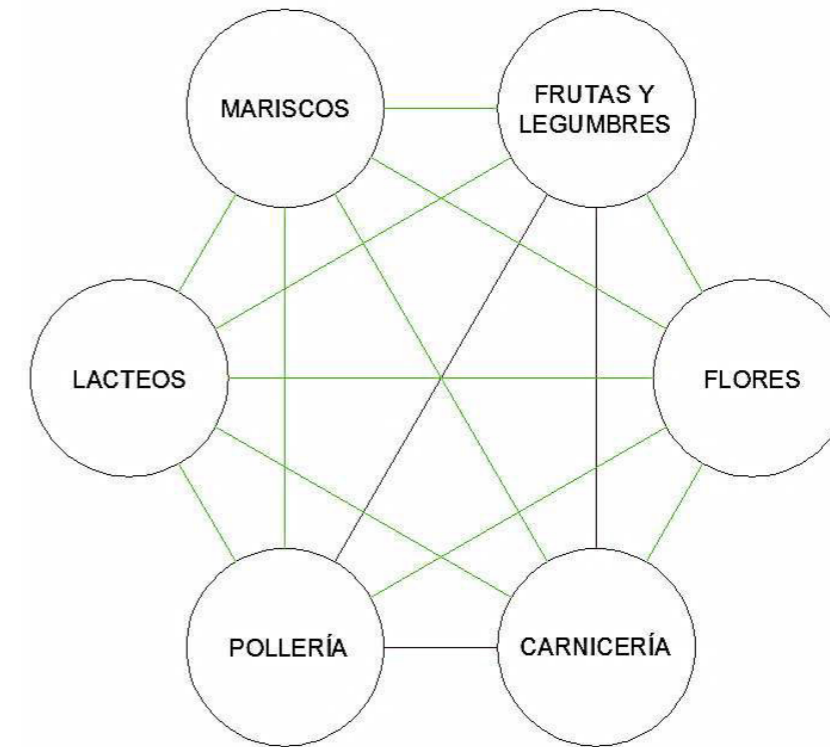 MARISCOS
FRUTAS Y
LEGUMBRES
LACTEOS
FLORES
POLLERÍA
CARNICERÍA